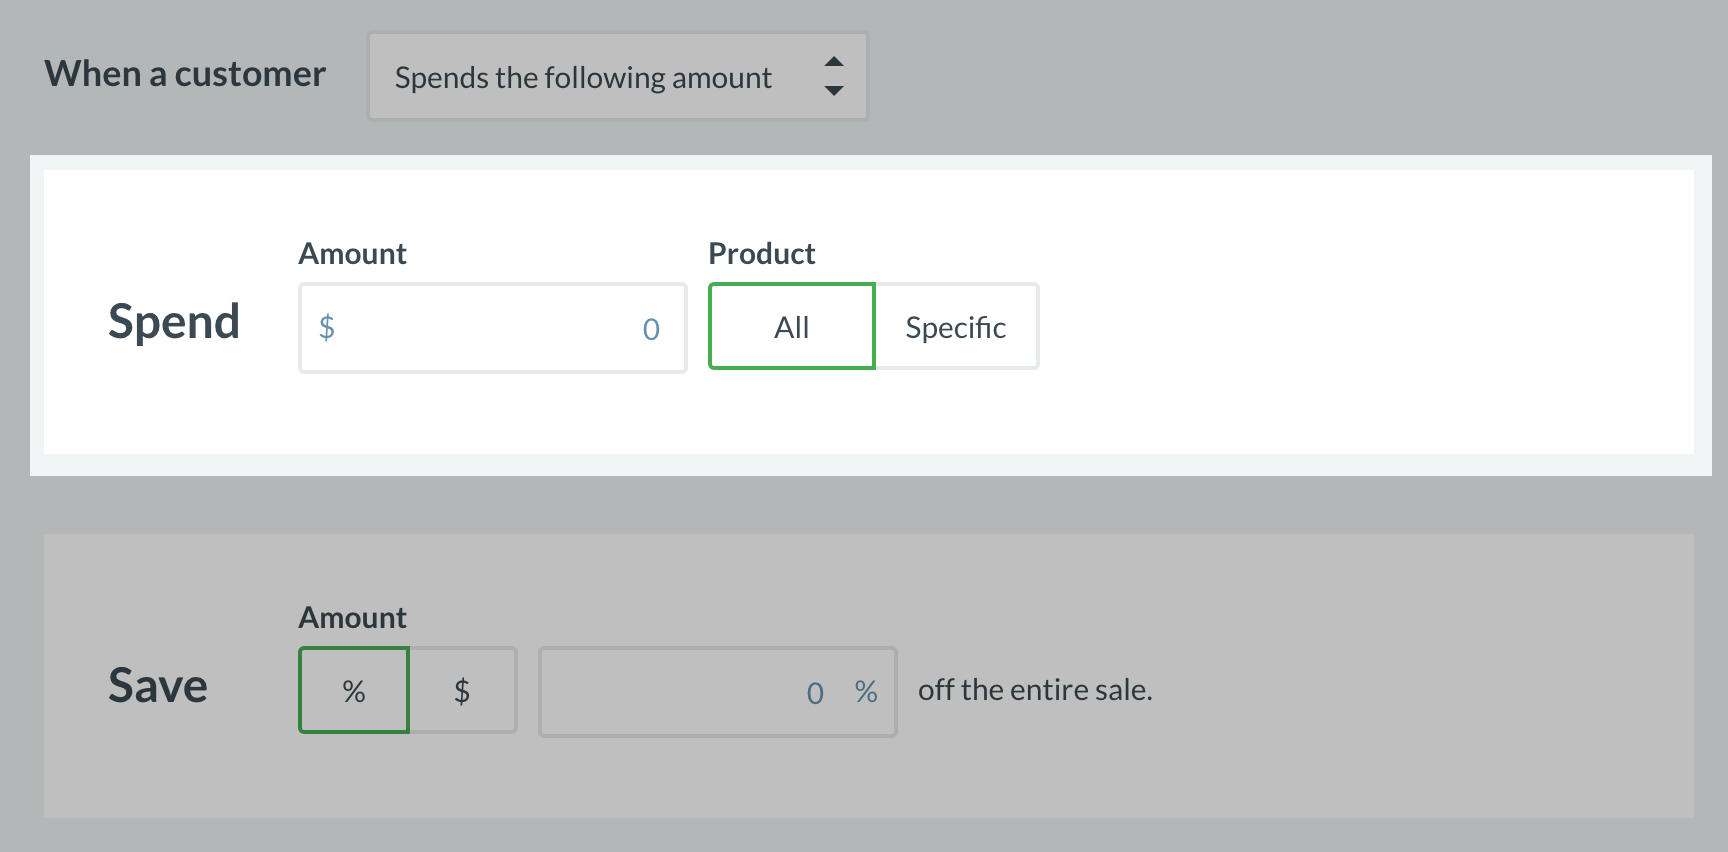 When a customer
Spends the following amount
Amount
Product
Spend
$ 0
All
Specific
Amount
Save
%
$
0 %
off the entire sale.